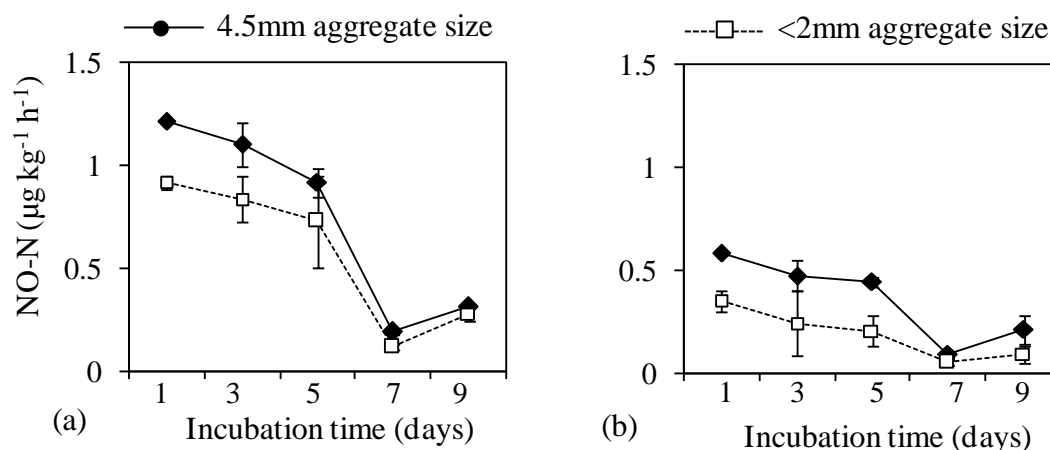 4.5mm aggregate size
<2mm aggregate size
NO-N (µg kg⁻¹ h⁻¹)
1.5
1
0.5
0
1 3 5 7 9
Incubation time (days)
(a)
1.5
1
0.5
0
1 3 5 7 9
Incubation time (days)
(b)